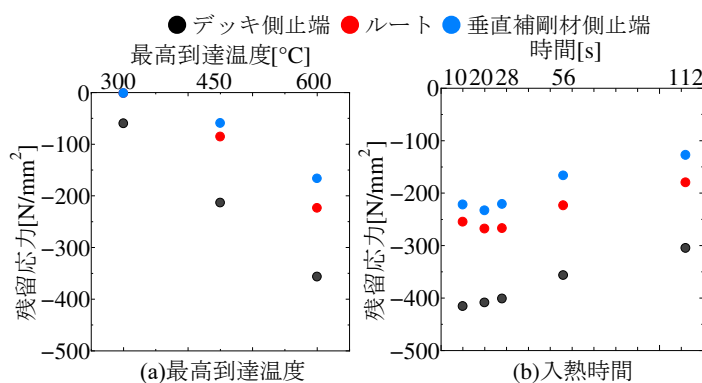 デッキ側止端 ルート 垂直補剛材側止端
最高到達温度[°C]
300 450 600
0
−100
−200
−300
−400
−500
残留応力[N/mm²]
(a)最高到達温度
時間[s]
10 20 28 56 112
0
−100
−200
−300
−400
−500
残留応力[N/mm²]
(b)入熱時間